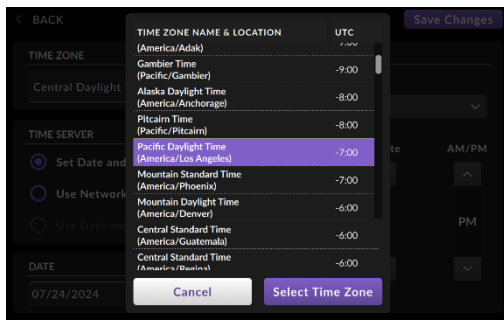 BACK
Save Changes
TIME ZONE NAME & LOCATION UTC
(America/Adak)
Gambier Time
(Pacific/Gambier) -9:00
Alaska Daylight Time
(America/Anchorage) -8:00
Pitcairn Time
(Pacific/Pitcairn) -8:00
Pacific Daylight Time
(America/Los Angeles) -7:00
Mountain Standard Time
(America/Phoenix) -7:00
Mountain Daylight Time
(America/Denver) -6:00
Central Standard Time
(America/Guatemala) -6:00
Central Standard Time
(America/Regina) -6:00
Cancel Select Time Zone
TIME ZONE
Central Daylight
TIME SERVER
Set Date and
Use Network
Use Date and
te AM/PM
PM
DATE
07/24/2024